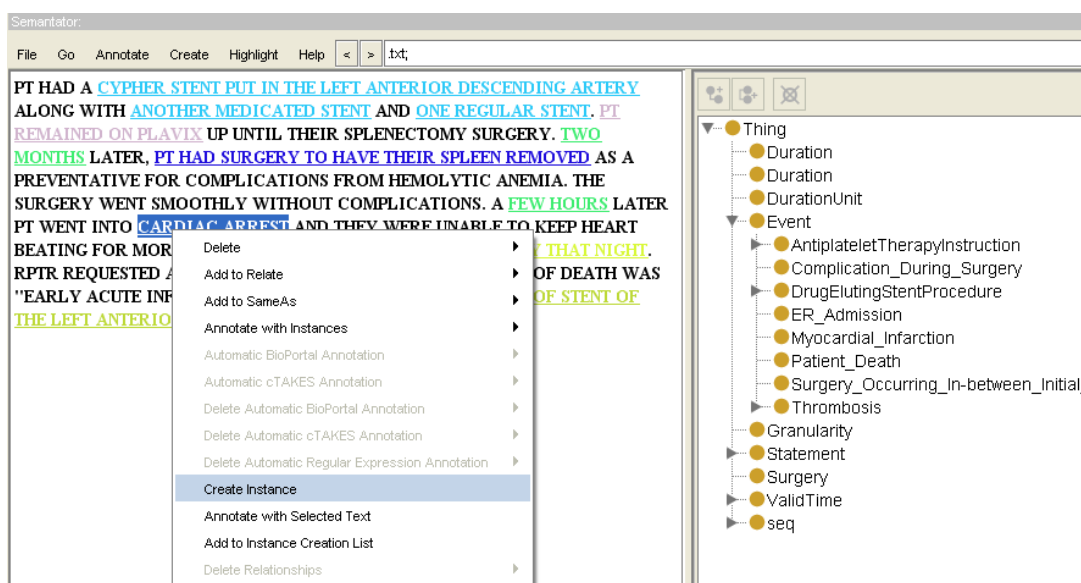 Semantator:
File Go Annotate Create Highlight Help < > .txt;
PT HAD A CYPHER STENT PUT IN THE LEFT ANTERIOR DESCENDING ARTERY
ALONG WITH ANOTHER MEDICATED STENT AND ONE REGULAR STENT. PT
REMAINED ON PLAVIX UP UNTIL THEIR SPLENECTOMY SURGERY. TWO
MONTHS LATER, PT HAD SURGERY TO HAVE THEIR SPLEEN REMOVED AS A
PREVENTATIVE FOR COMPLICATIONS FROM HEMOLYTIC ANEMIA. THE
SURGERY WENT SMOOTHLY WITHOUT COMPLICATIONS. A FEW HOURS LATER
PT WENT INTO CARDIAC ARREST AND THEY WERE UNABLE TO KEEP HEART
BEATING FOR MOR Y THAT NIGHT.
RPTR REQUESTED A OF DEATH WAS
"EARLY ACUTE INF OF STENT OF
THE LEFT ANTERIO
Delete
Add to Relate
Add to SameAs
Annotate with Instances
Automatic BioPortal Annotation
Automatic cTAKES Annotation
Delete Automatic BioPortal Annotation
Delete Automatic cTAKES Annotation
Delete Automatic Regular Expression Annotation
Create Instance
Annotate with Selected Text
Add to Instance Creation List
Delete Relationships
Thing
Duration
Duration
DurationUnit
Event
AntiplateletTherapyInstruction
Complication_During_Surgery
DrugElutingStentProcedure
ER_Admission
Myocardial_Infarction
Patient_Death
Surgery_Occurring_In-between_Initial_
Thrombosis
Granularity
Statement
Surgery
ValidTime
seq